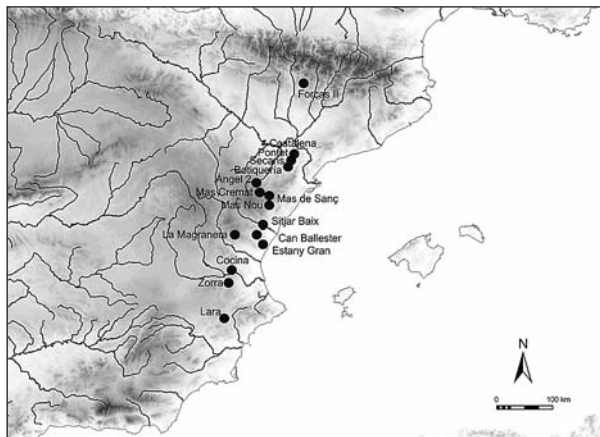 Forcas II
Costalena
Pontet
Secans
Botiquería
Angel 2
Mas Cremat
Mas de Sanç
Mas Nou
Sitjar Baix
La Magranera
Can Ballester
Estany Gran
Cocina
Zorra
Lara
N
0
100 km